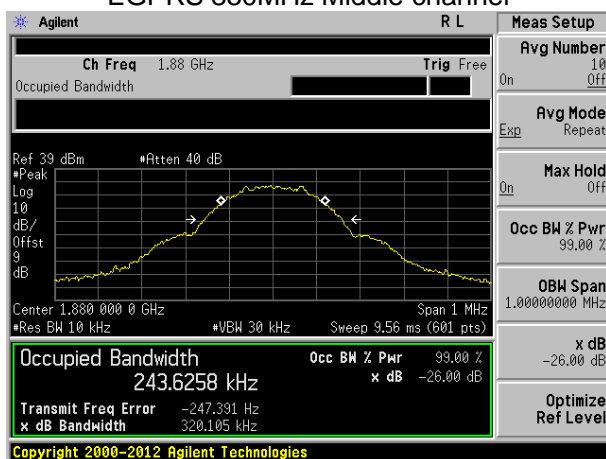 EGPRS 850MHz Middle channel
Agilent R L Meas Setup
Ch Freq 1.88 GHz Trig Free
Occupied Bandwidth
Avg Number
10
On Off
Avg Mode
Exp Repeat
Max Hold
On Off
Occ BW % Pwr
99.00 %
OBW Span
1.00000000 MHz
x dB
-26.00 dB
Optimize
Ref Level
Ref 39 dBm #Atten 40 dB
#Peak
Log
10
dB/
Offst
9
dB
Center 1.880 000 0 GHz Span 1 MHz
#Res BW 10 kHz #VBW 30 kHz Sweep 9.56 ms (601 pts)
Occupied Bandwidth Occ BW % Pwr 99.00 %
243.6258 kHz x dB -26.00 dB
Transmit Freq Error -247.391 Hz
x dB Bandwidth 320.105 kHz
Copyright 2000-2012 Agilent Technologies